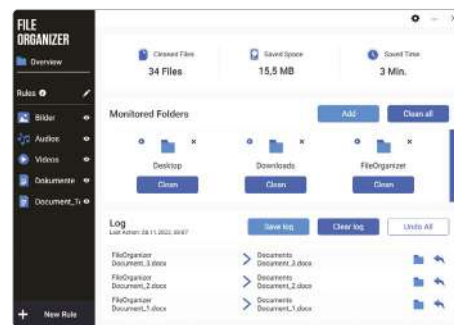 FILE
ORGANIZER
Overview
Rules
Bilder
Audios
Videos
Dokumente
New Rule
Cleaned Files
34 Files
Saved Space
15,5 MB
Saved Time
3 Min.
Monitored Folders
Add
Clean all
Desktop
Downloads
FileOrganizer
Clean
Clean
Clean
Log
Save log
Clear log
Undo All
FileOrganizer
Document_3.docx
Documents
Document_3.docx
FileOrganizer
Document_2.docx
Documents
Document_2.docx
FileOrganizer
Document_1.docx
Documents
Document_1.docx